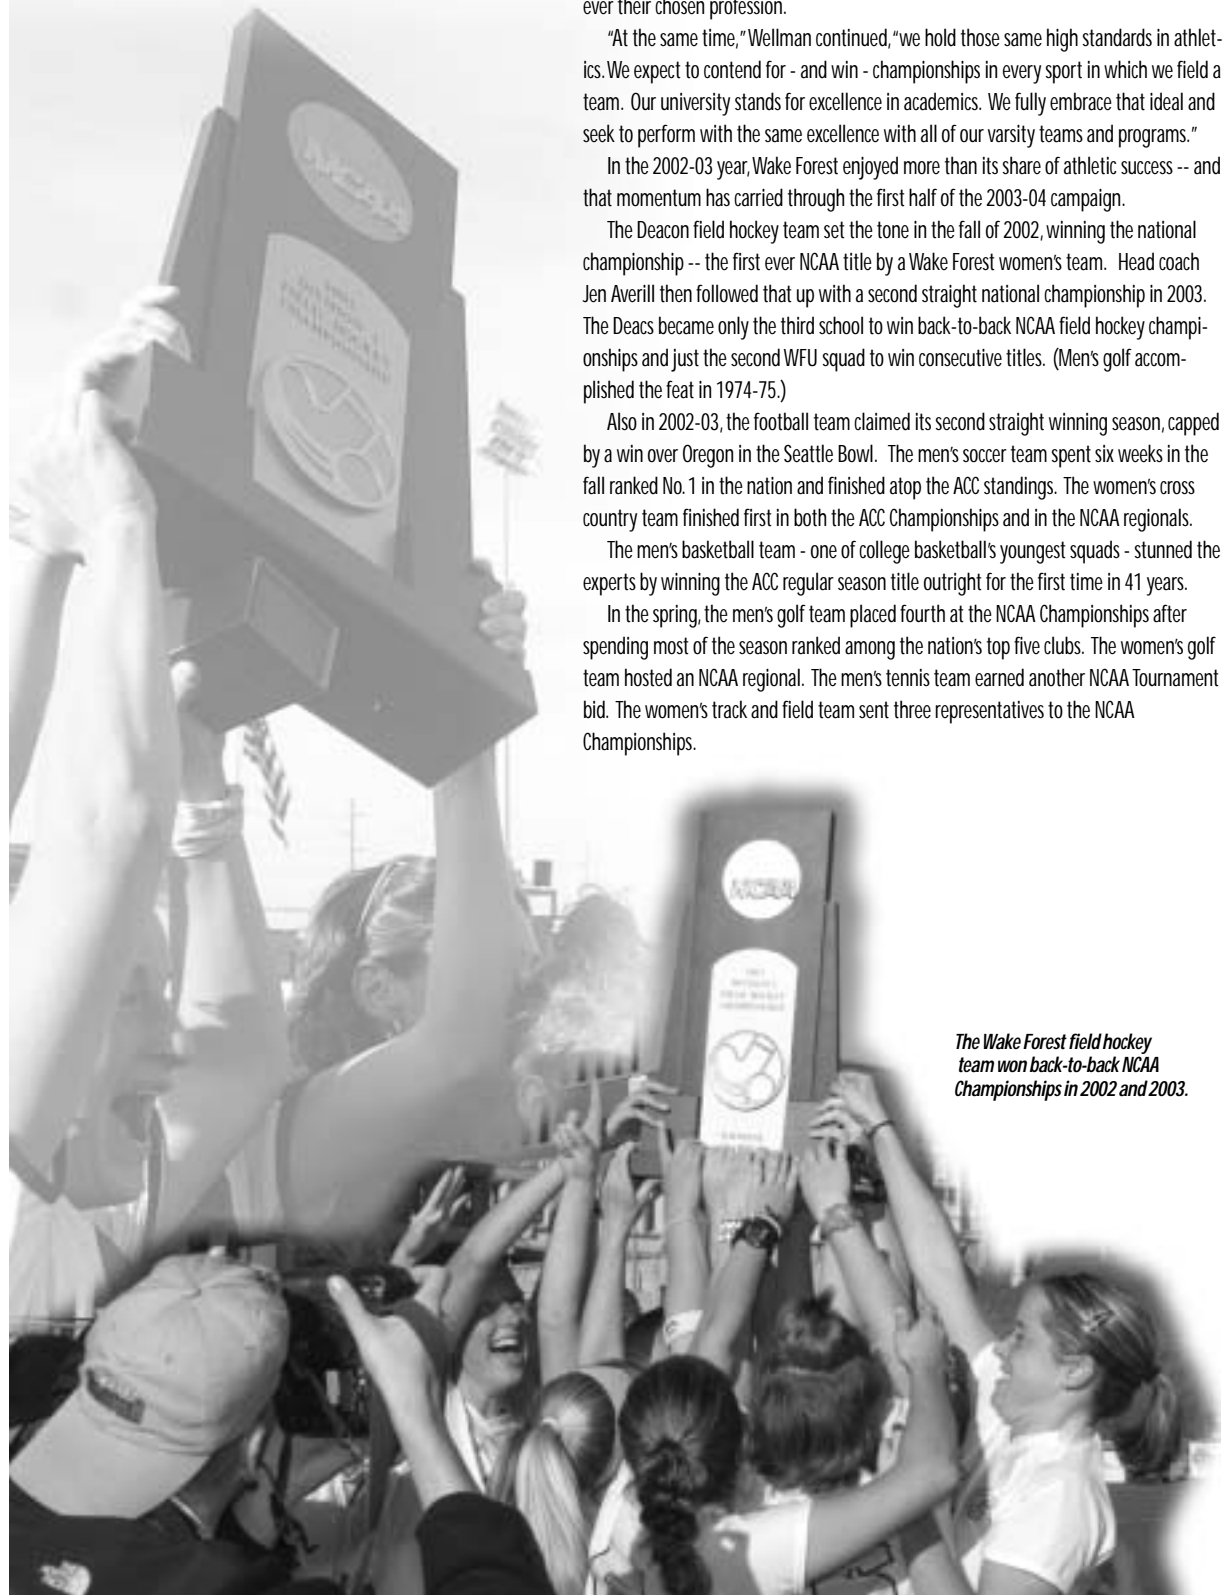 ever their chosen profession.
“At the same time,” Wellman continued, “we hold those same high standards in athlet-
ics. We expect to contend for - and win - championships in every sport in which we field a
team. Our university stands for excellence in academics. We fully embrace that ideal and
seek to perform with the same excellence with all of our varsity teams and programs.”
In the 2002-03 year, Wake Forest enjoyed more than its share of athletic success -- and
that momentum has carried through the first half of the 2003-04 campaign.
The Deacon field hockey team set the tone in the fall of 2002, winning the national
championship -- the first ever NCAA title by a Wake Forest women’s team. Head coach
Jen Averill then followed that up with a second straight national championship in 2003.
The Deacs became only the third school to win back-to-back NCAA field hockey champi-
onships and just the second WFU squad to win consecutive titles. (Men’s golf accom-
plished the feat in 1974-75.)
Also in 2002-03, the football team claimed its second straight winning season, capped
by a win over Oregon in the Seattle Bowl. The men’s soccer team spent six weeks in the
fall ranked No. 1 in the nation and finished atop the ACC standings. The women’s cross
country team finished first in both the ACC Championships and in the NCAA regionals.
The men’s basketball team - one of college basketball’s youngest squads - stunned the
experts by winning the ACC regular season title outright for the first time in 41 years.
In the spring, the men’s golf team placed fourth at the NCAA Championships after
spending most of the season ranked among the nation’s top five clubs. The women’s golf
team hosted an NCAA regional. The men’s tennis team earned another NCAA Tournament
bid. The women’s track and field team sent three representatives to the NCAA
Championships.
NCAA
NCAA
The Wake Forest field hockey
team won back-to-back NCAA
Championships in 2002 and 2003.